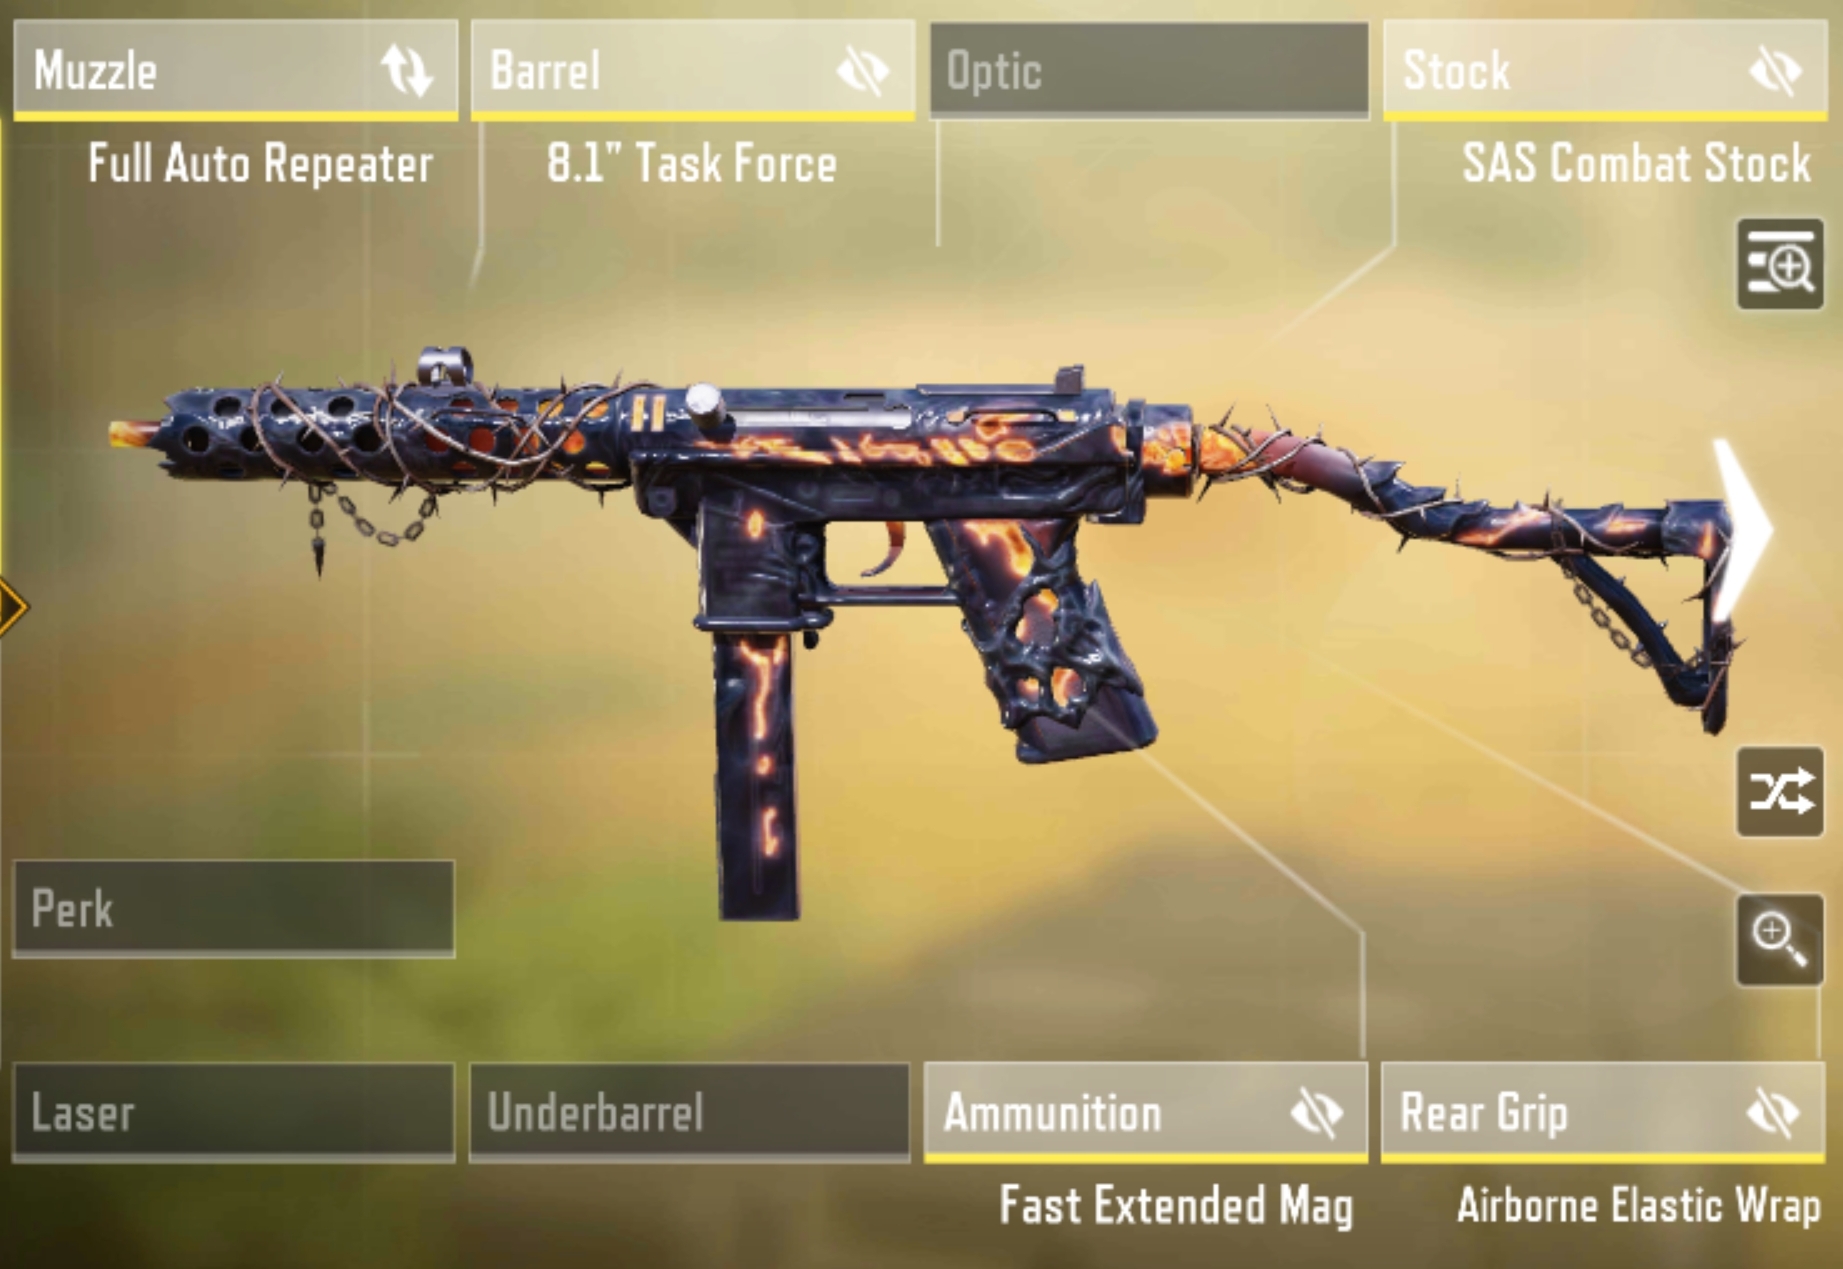 Muzzle
Barrel
Optic
Stock
Full Auto Repeater
8.1" Task Force
SAS Combat Stock
Perk
Laser
Underbarrel
Ammunition
Rear Grip
Fast Extended Mag
Airborne Elastic Wrap